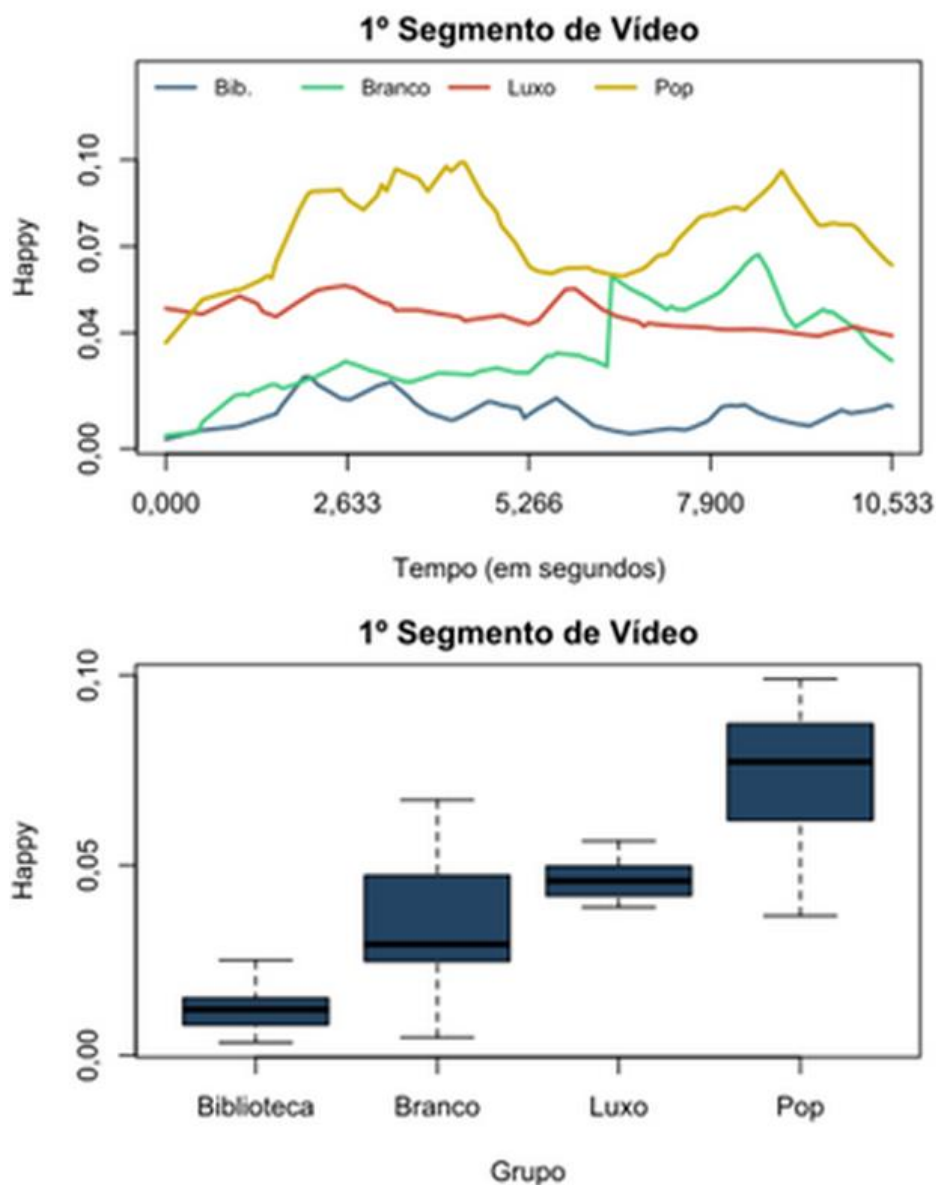 1º Segmento de Vídeo
Bib. Branco Luxo Pop
Happy
0,10
0,07
0,04
0,00
0,000 2,633 5,266 7,900 10,533
Tempo (em segundos)
1º Segmento de Vídeo
Happy
0,10
0,05
0,00
Biblioteca Branco Luxo Pop
Grupo